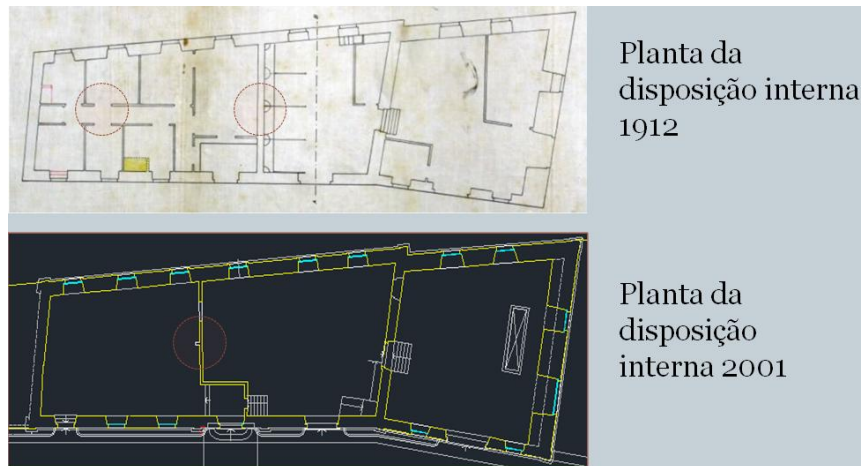 Planta da
disposição interna
1912
Planta da
disposição
interna 2001